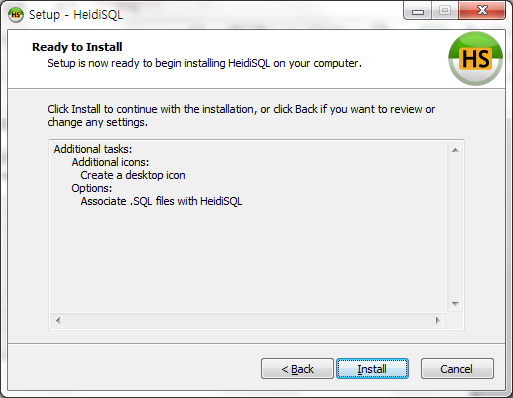 Setup - HeidiSQL
Ready to Install
Setup is now ready to begin installing HeidiSQL on your computer.
HS
Click Install to continue with the installation, or click Back if you want to review or
change any settings.
Additional tasks:
Additional icons:
Create a desktop icon
Options:
Associate .SQL files with HeidiSQL
< Back
Install
Cancel